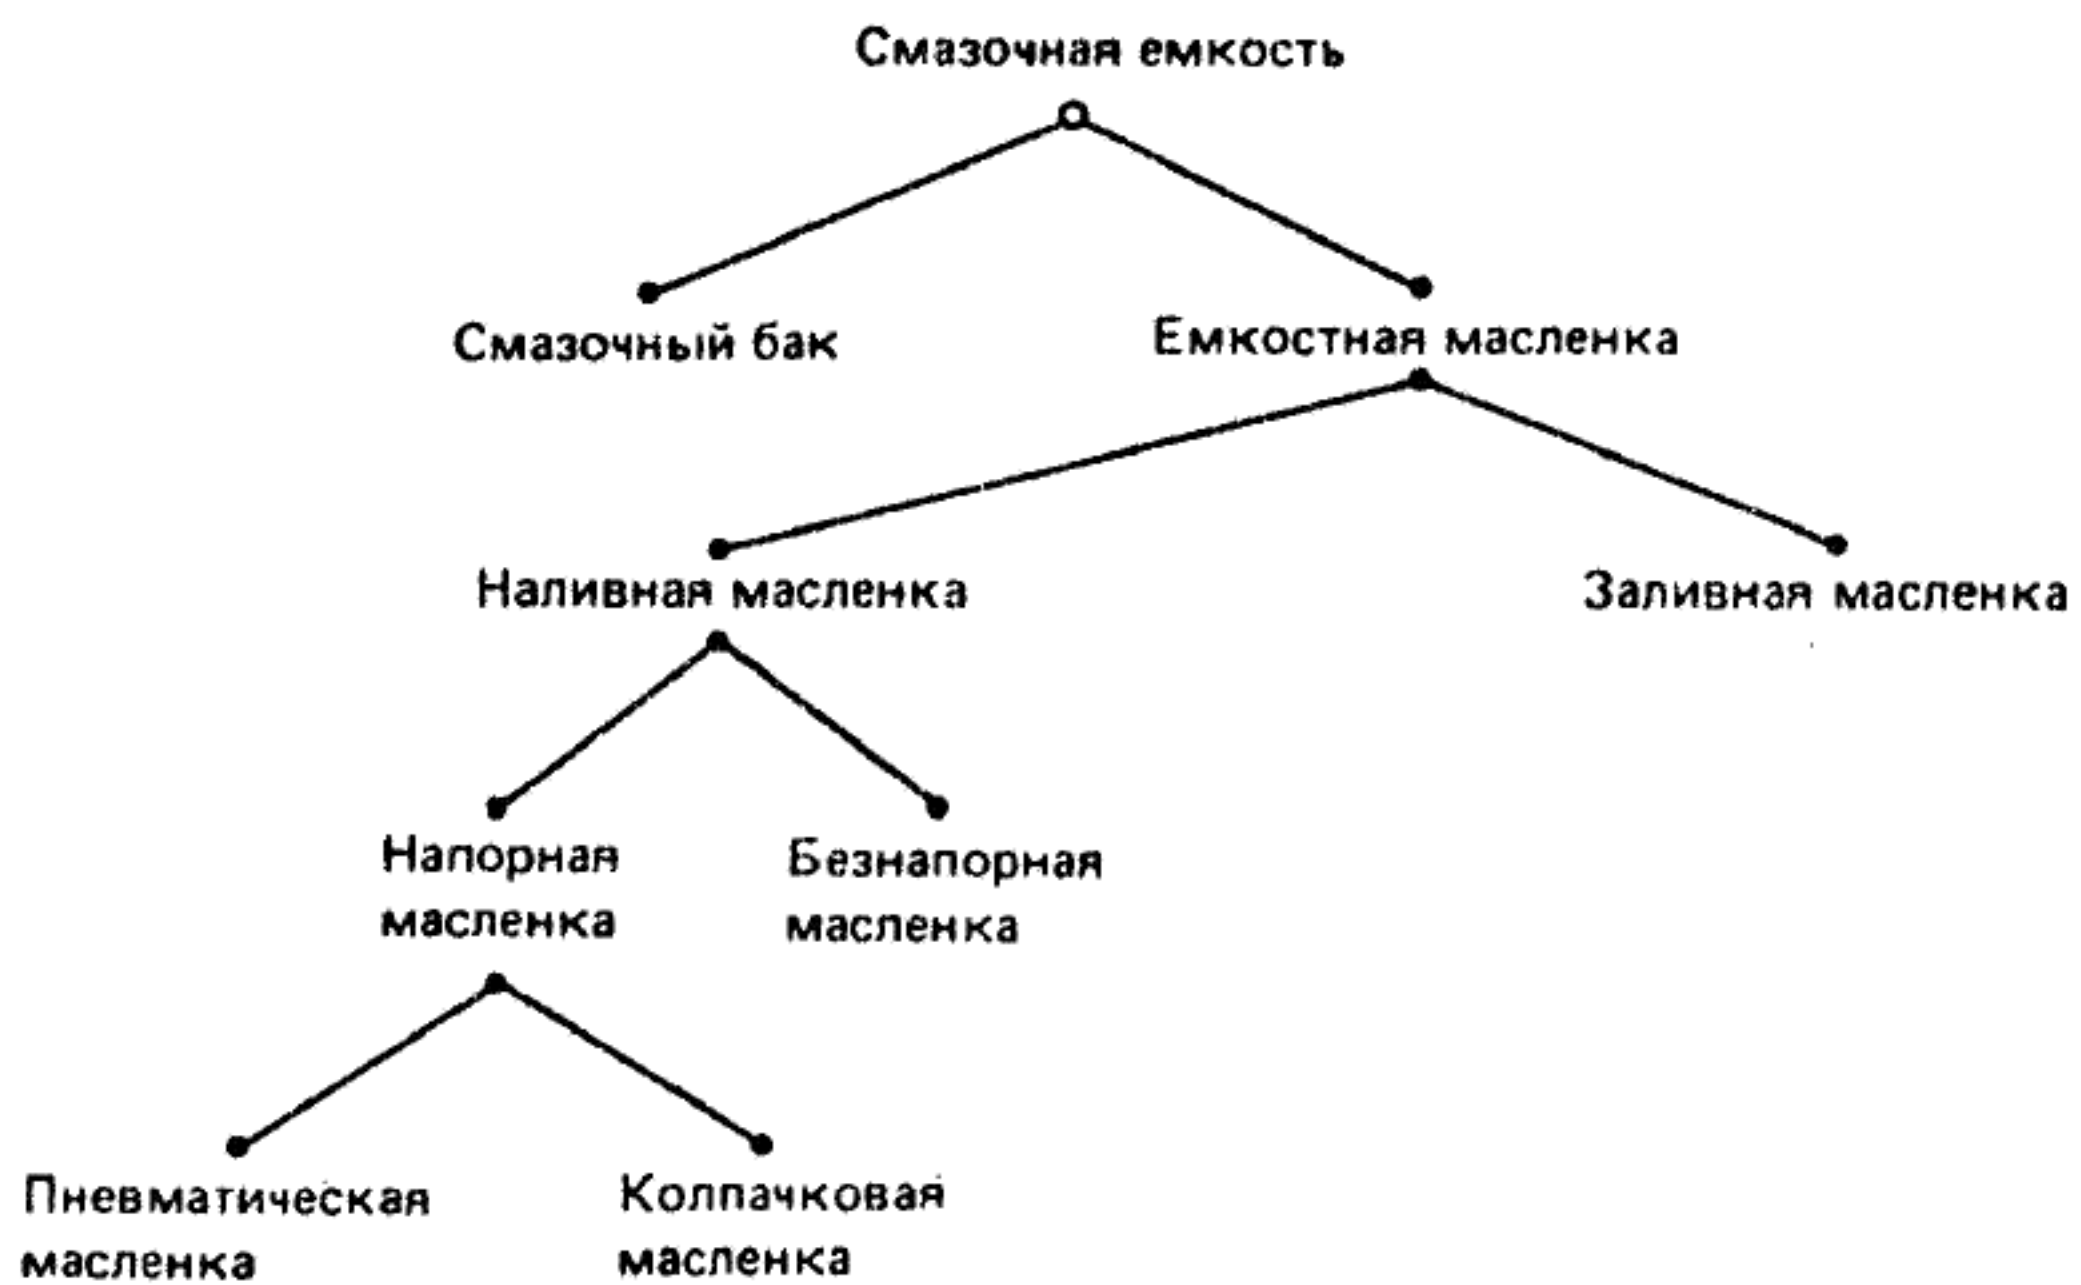 Смазочная емкость
Смазочный бак
Емкостная масленка
Наливная масленка
Заливная масленка
Напорная
масленка
Безнапорная
масленка
Пневматическая
масленка
Колпачковая
масленка